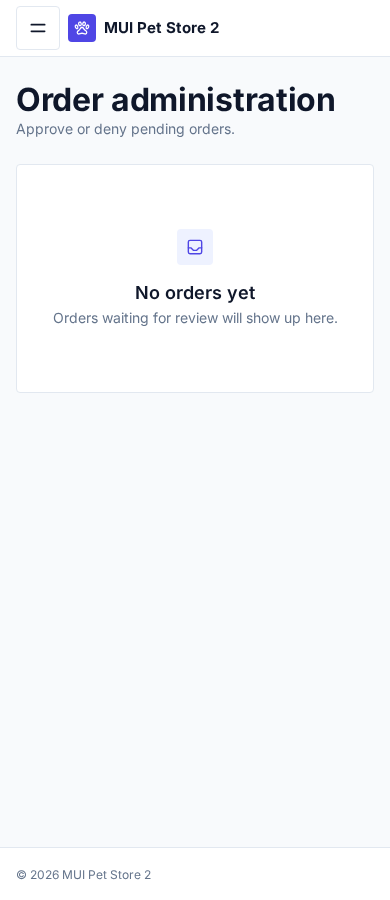 MUI Pet Store 2
Order administration
Approve or deny pending orders.
No orders yet
Orders waiting for review will show up here.
© 2026 MUI Pet Store 2